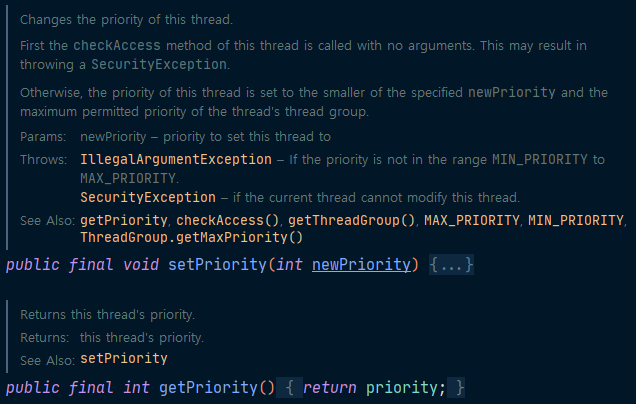 Changes the priority of this thread.
First the checkAccess method of this thread is called with no arguments. This may result in
throwing a SecurityException.
Otherwise, the priority of this thread is set to the smaller of the specified newPriority and the
maximum permitted priority of the thread's thread group.
Params: newPriority – priority to set this thread to
Throws: IllegalArgumentException – If the priority is not in the range MIN_PRIORITY to
MAX_PRIORITY.
SecurityException – if the current thread cannot modify this thread.
See Also: getPriority, checkAccess(), getThreadGroup(), MAX_PRIORITY, MIN_PRIORITY,
ThreadGroup.getMaxPriority()
public final void setPriority(int newPriority) {...}
Returns this thread's priority.
Returns: this thread's priority.
See Also: setPriority
public final int getPriority() { return priority; }